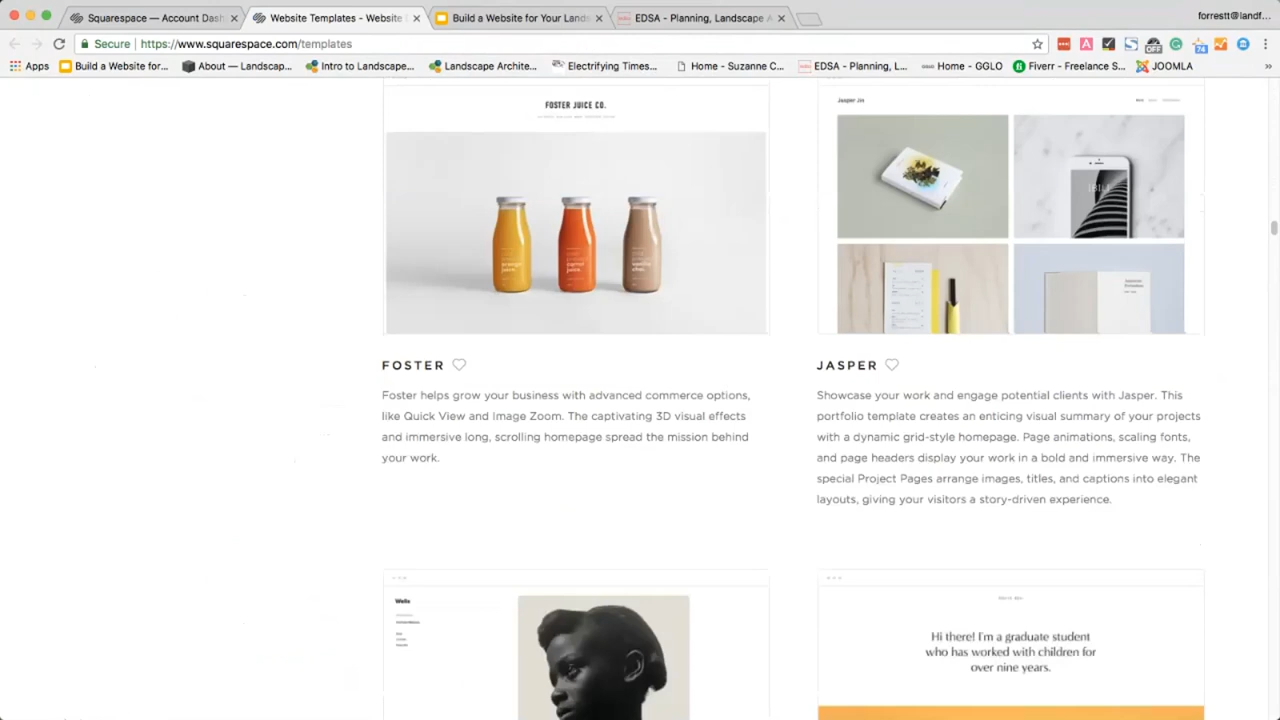 Squarespace — Account Dash
Website Templates - Website
Build a Website for Your Lands
EDSA - Planning, Landscape A
forrestt@landf...
Secure
https://www.squarespace.com/templates
OFF
74
Apps
Build a Website for...
About — Landscap...
Intro to Landscape...
Landscape Archite...
Electrifying Times...
Home - Suzanne C...
EDSA - Planning, L...
Home - GGLO
Fiverr - Freelance S...
JOOMLA
»
FOSTER JUICE CO.
Jasper Jin
FOSTER
Foster helps grow your business with advanced commerce options,
like Quick View and Image Zoom. The captivating 3D visual effects
and immersive long, scrolling homepage spread the mission behind
your work.
JASPER
Showcase your work and engage potential clients with Jasper. This
portfolio template creates an enticing visual summary of your projects
with a dynamic grid-style homepage. Page animations, scaling fonts,
and page headers display your work in a bold and immersive way. The
special Project Pages arrange images, titles, and captions into elegant
layouts, giving your visitors a story-driven experience.
Wells
Hi there! I'm a graduate student
who has worked with children for
over nine years.